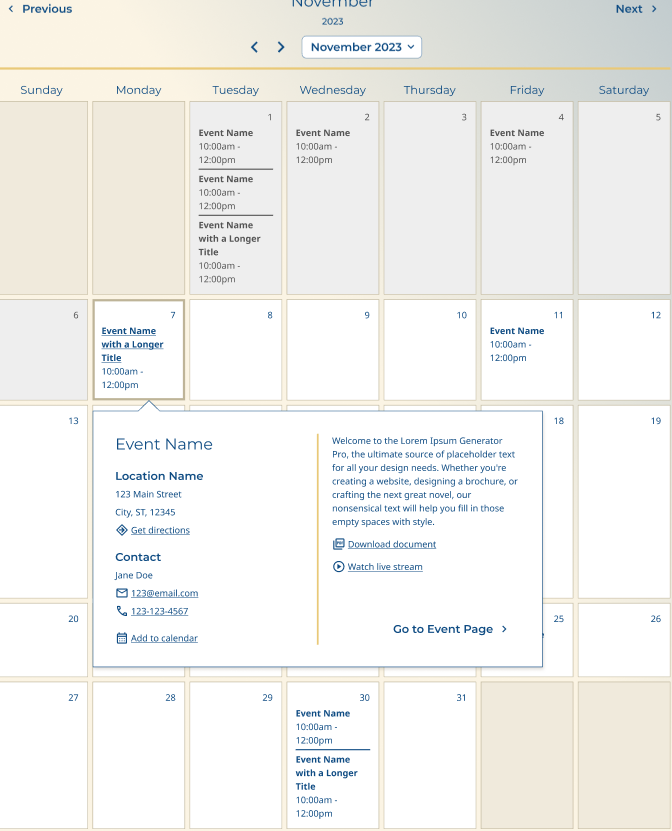 Previous
November
Next
2023
November 2023
Sunday Monday Tuesday Wednesday Thursday Friday Saturday
1
Event Name
10:00am -
12:00pm
Event Name
10:00am -
12:00pm
Event Name
with a Longer
Title
10:00am -
12:00pm
2
Event Name
10:00am -
12:00pm
3
4
Event Name
10:00am -
12:00pm
5
6
7
Event Name
with a Longer
Title
10:00am -
12:00pm
8
9
10
11
Event Name
10:00am -
12:00pm
12
13
18
19
Event Name
Location Name
123 Main Street
City, ST, 12345
Get directions
Contact
Jane Doe
123@email.com
123-123-4567
Add to calendar
Welcome to the Lorem Ipsum Generator
Pro, the ultimate source of placeholder text
for all your design needs. Whether you're
creating a website, designing a brochure, or
crafting the next great novel, our
nonsensical text will help you fill in those
empty spaces with style.
Download document
Watch live stream
Go to Event Page
20
25
26
27
28
29
30
Event Name
10:00am -
12:00pm
Event Name
with a Longer
Title
10:00am -
12:00pm
31